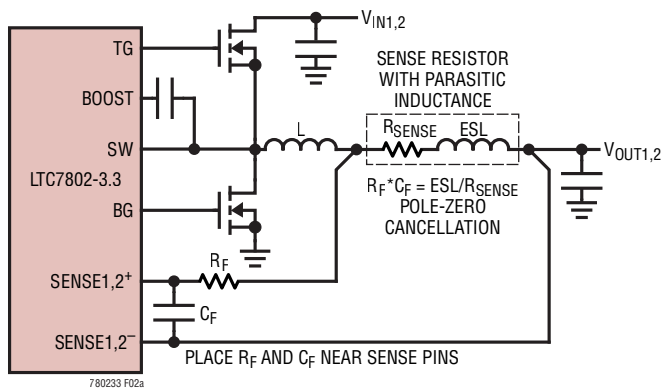 TG
BOOST
SW
LTC7802-3.3
BG
SENSE1,2+
SENSE1,2−
VIN1,2
SENSE RESISTOR
WITH PARASITIC
INDUCTANCE
L
RSENSE
ESL
VOUT1,2
RF*CF = ESL/RSENSE
POLE-ZERO
CANCELLATION
RF
CF
PLACE RF AND CF NEAR SENSE PINS
780233 F02a